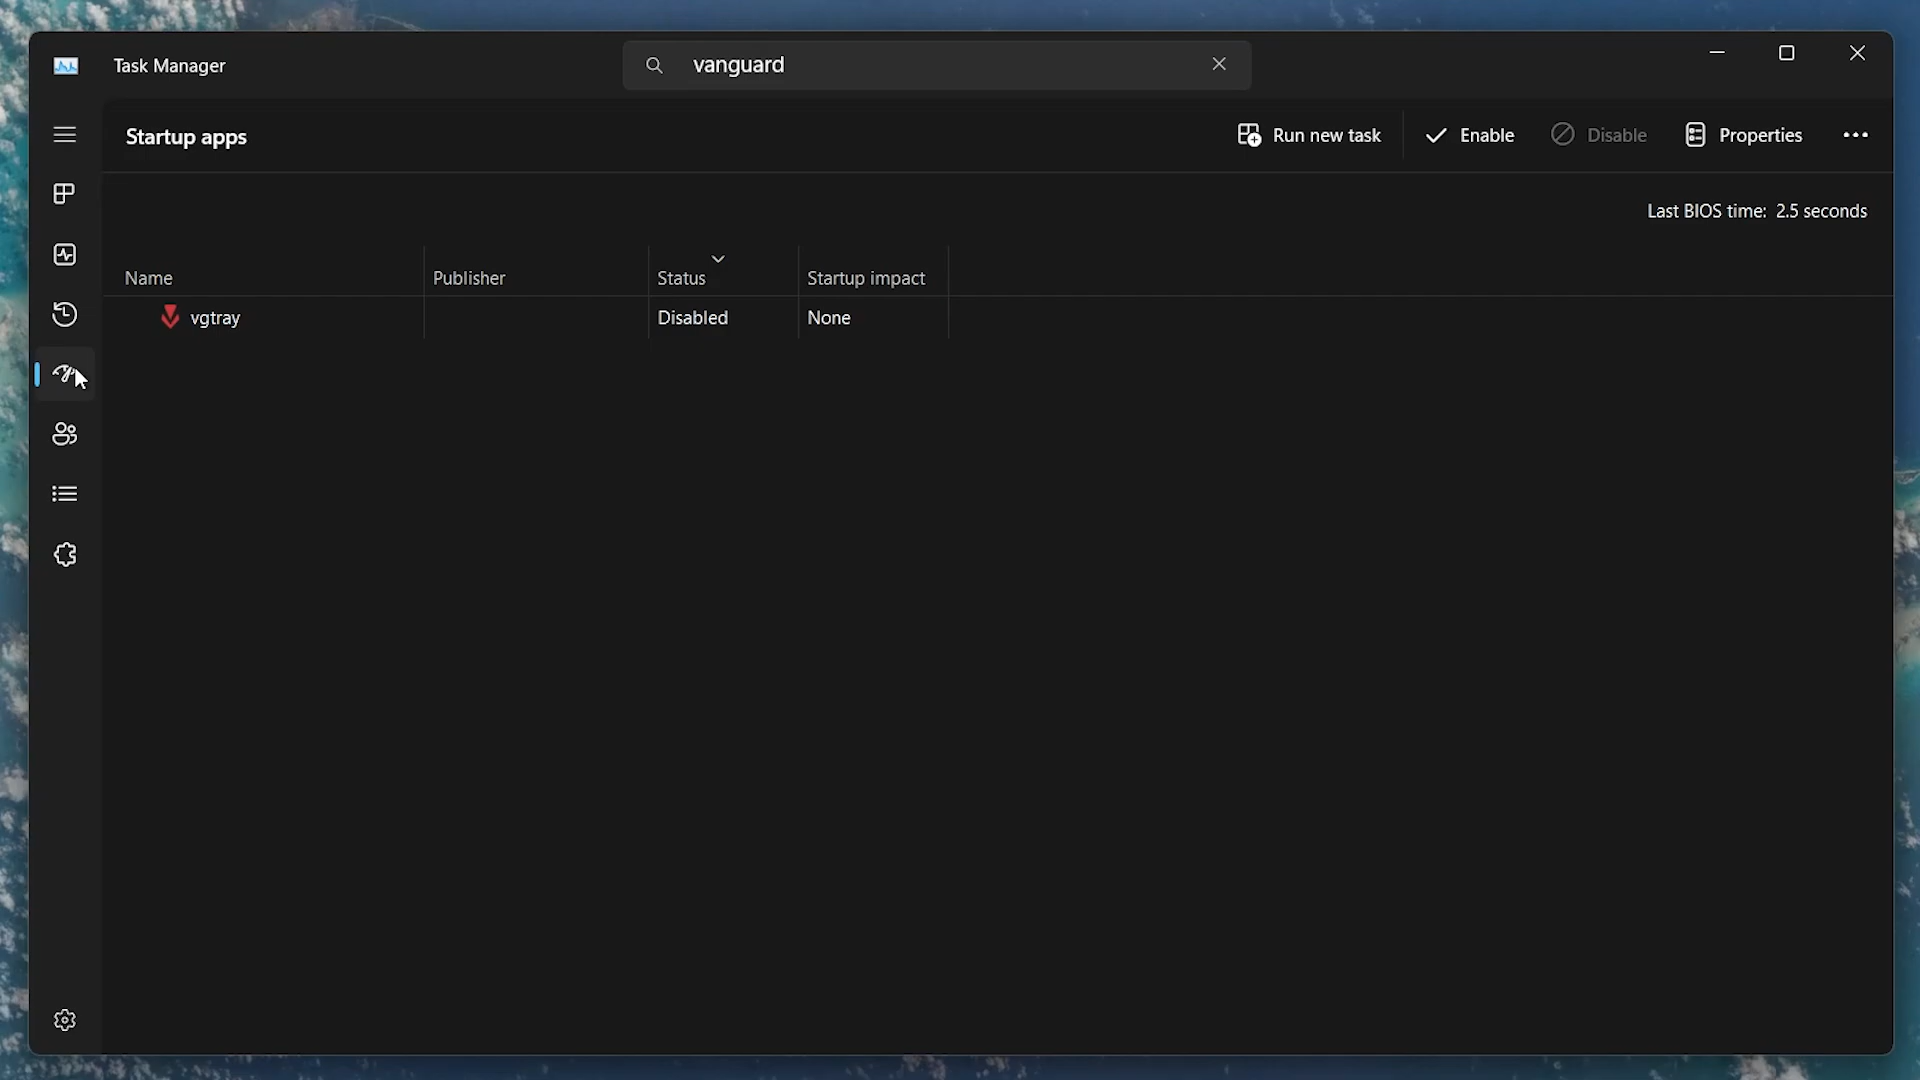 Task Manager
vanguard
Startup apps
Run new task
Enable
Disable
Properties
Last BIOS time: 2.5 seconds
Name Publisher Status Startup impact
vgtray Disabled None